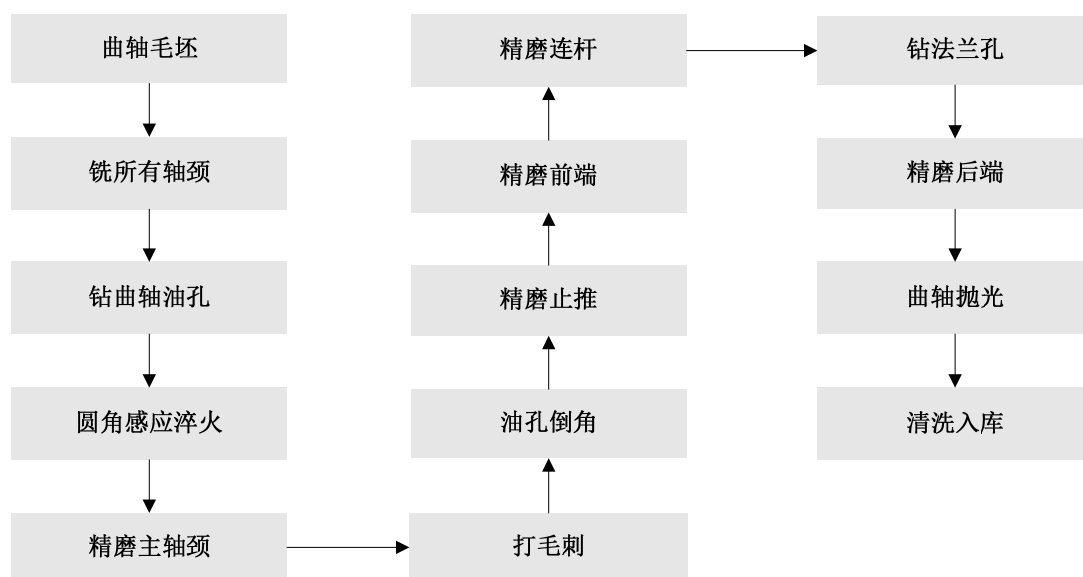 曲轴毛坯
铣所有轴颈
钻曲轴油孔
圆角感应淬火
精磨主轴颈
打毛刺
油孔倒角
精磨止推
精磨前端
精磨连杆
钻法兰孔
精磨后端
曲轴抛光
清洗入库